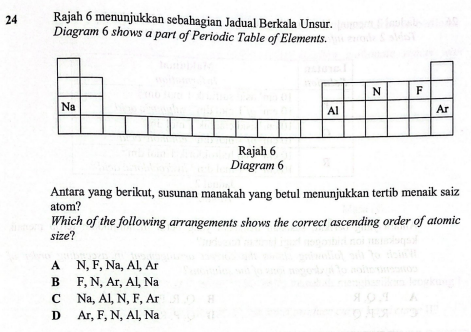 24 Rajah 6 menunjukkan sebahagian Jadual Berkala Unsur.
Diagram 6 shows a part of Periodic Table of Elements.
N F
Na Al Ar
Rajah 6
Diagram 6
Antara yang berikut, susunan manakah yang betul menunjukkan tertib menaik saiz
atom?
Which of the following arrangements shows the correct ascending order of atomic
size?
A N, F, Na, Al, Ar
B F, N, Ar, Al, Na
C Na, Al, N, F, Ar
D Ar, F, N, Al, Na